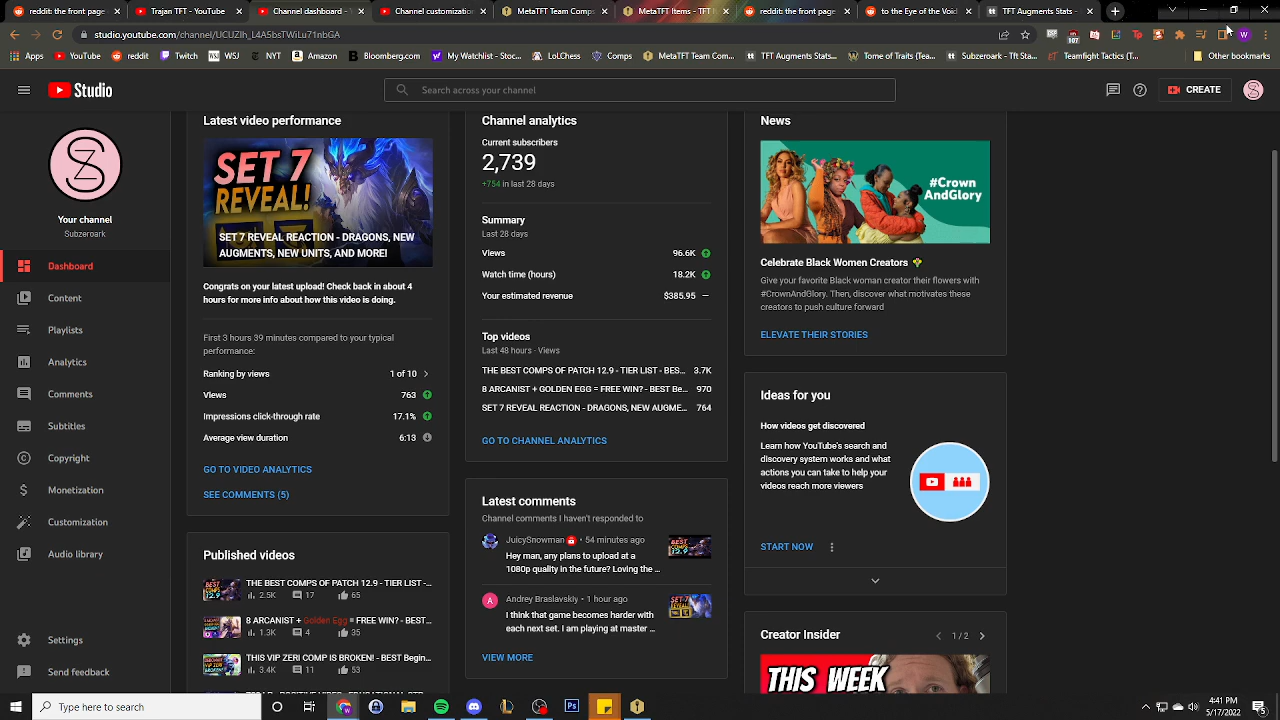 reddit the fron
Trajan TFT - You
Channel dashboa
Channel customiza
TFT Team Comps
MetaTFT - TFT
reddit the front
r to the Eye of the Void
TFT Augments Stats
studio.youtube.com/channel/
Apps
YouTube
reddit
Twitch
WSJ
NYT
Amazon
Bloomberg.com
My Watchlist - Yah...
LolChess
Comps
MetaTFT Team Com...
TFT Augments Stats...
Tome of Traits (Tea...
Subzeroark - Tft Stat...
Teamfight Tactics (T...
Other bookmarks
Studio
Search across your channel
CREATE
Your channel
Subzeroark
Dashboard
Content
Playlists
Analytics
Comments
Subtitles
Copyright
Monetization
Customization
Audio library
Settings
Send feedback
Latest video performance
SET 7
REVEAL!
SET 7 REVEAL REACTION - DRAGONS, NEW
AUGMENTS, NEW UNITS, AND MORE!
Congrats on your latest upload! Check back in about 4
hours for more info about how this video is doing.
First 3 hours 39 minutes compared to your typical
performance:
Ranking by views 1 of 10
Views 763
Impressions click-through rate 17.1%
Average view duration 6:13
GO TO VIDEO ANALYTICS
SEE COMMENTS (5)
Published videos
THE BEST COMPS OF PATCH 12.9 - TIER LIST -...
2.5K 17 65
8 ARCANIST + Golden Egg = FREE WIN? - BEST...
1.3K 4 35
THIS VIP ZERI COMP IS BROKEN! - BEST Begin...
3.4K 11 53
Channel analytics
Current subscribers
2,739
+754 in last 28 days
Summary
Last 28 days
Views 96.6K
Watch time (hours) 18.2K
Your estimated revenue $385.95 —
Top videos
Last 48 hours · Views
THE BEST COMPS OF PATCH 12.9 - TIER LIST - BES... 3.7K
8 ARCANIST + GOLDEN EGG = FREE WIN? - BEST Be... 970
SET 7 REVEAL REACTION - DRAGONS, NEW AUGME... 764
GO TO CHANNEL ANALYTICS
Latest comments
Channel comments I haven't responded to
JuicySnowman • 54 minutes ago
Hey man, any plans to upload at a
1080p quality in the future? Loving the ...
Andrey Braslavskiy • 1 hour ago
I think that game becomes harder with
each next set. I am playing at master ...
VIEW MORE
News
#Crown
AndGlory
Celebrate Black Women Creators
Give your favorite Black woman creator their flowers with
#CrownAndGlory. Then, discover what motivates these
creators to push culture forward
ELEVATE THEIR STORIES
Ideas for you
How videos get discovered
Learn how YouTube's search and
discovery system works and what
actions you can take to help your
videos reach more viewers
START NOW
Creator Insider
1 / 2
THIS WEEK
Type here to search
4:41 PM
5/17/2022